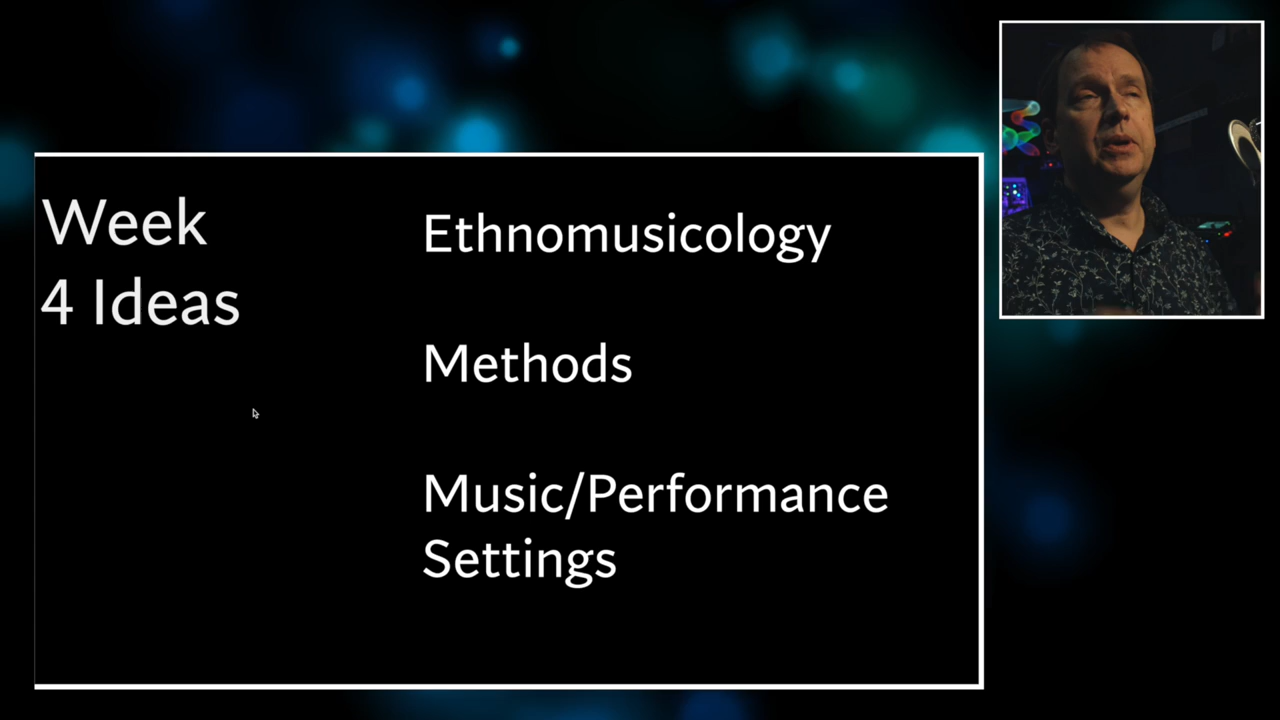 Week
4 Ideas
Ethnomusicology
Methods
Music/Performance
Settings